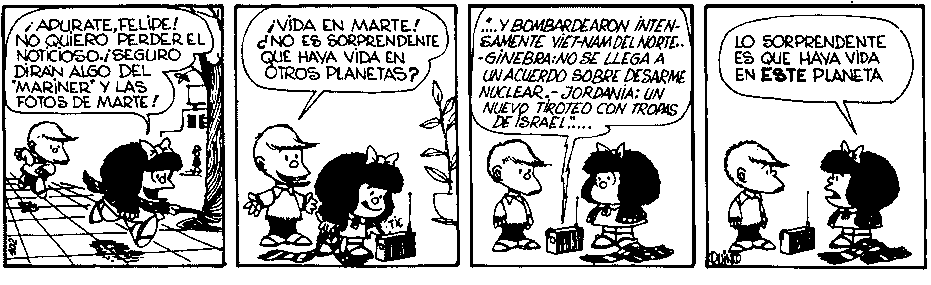 ¡APURATE, FELIPE!
NO QUIERO PERDER EL
NOTICIOSO. ¡SEGURO
DIRAN ALGO DEL
"MARINER" Y LAS
FOTOS DE MARTE!
¡VIDA EN MARTE!
¿NO ES SORPRENDENTE
QUE HAYA VIDA EN
OTROS PLANETAS?
TIC
"...Y BOMBARDEARON INTEN-
SAMENTE VIET-NAM DEL NORTE..
-GINEBRA: NO SE LLEGA A
UN ACUERDO SOBRE DESARME
NUCLEAR.- JORDANIA: UN
NUEVO TIROTEO CON TROPAS
DE ISRAEL"....
LO SORPRENDENTE
ES QUE HAYA VIDA
EN ESTE PLANETA
QUINO